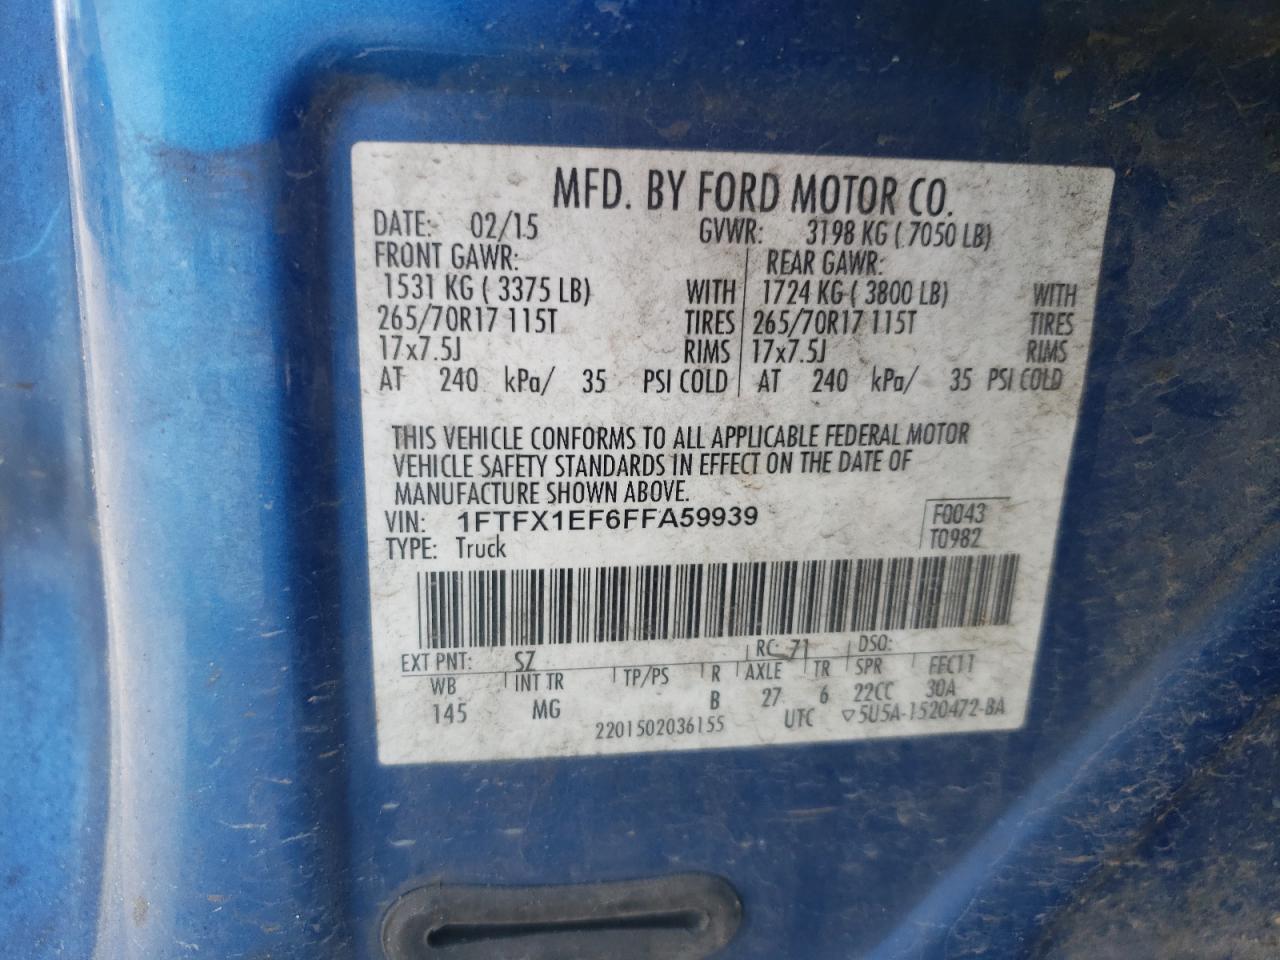 MFD. BY FORD MOTOR CO.
DATE: 02/15 GVWR: 3198 KG ( 7050 LB)
FRONT GAWR: REAR GAWR:
1531 KG ( 3375 LB) WITH 1724 KG ( 3800 LB) WITH
265/70R17 115T TIRES 265/70R17 115T TIRES
17x7.5J RIMS 17x7.5J RIMS
AT 240 kPa/ 35 PSI COLD AT 240 kPa/ 35 PSI COLD
THIS VEHICLE CONFORMS TO ALL APPLICABLE FEDERAL MOTOR
VEHICLE SAFETY STANDARDS IN EFFECT ON THE DATE OF
MANUFACTURE SHOWN ABOVE.
VIN: 1FTFX1EF6FFA59939 F0043
TYPE: Truck T0982
EXT PNT: SZ RC: 71 DSO:
WB INT TR TP/PS R AXLE TR SPR EEC11
145 MG B 27 6 22CC 30A
2201502036155 UTC ▽5U5A-1520472-BA